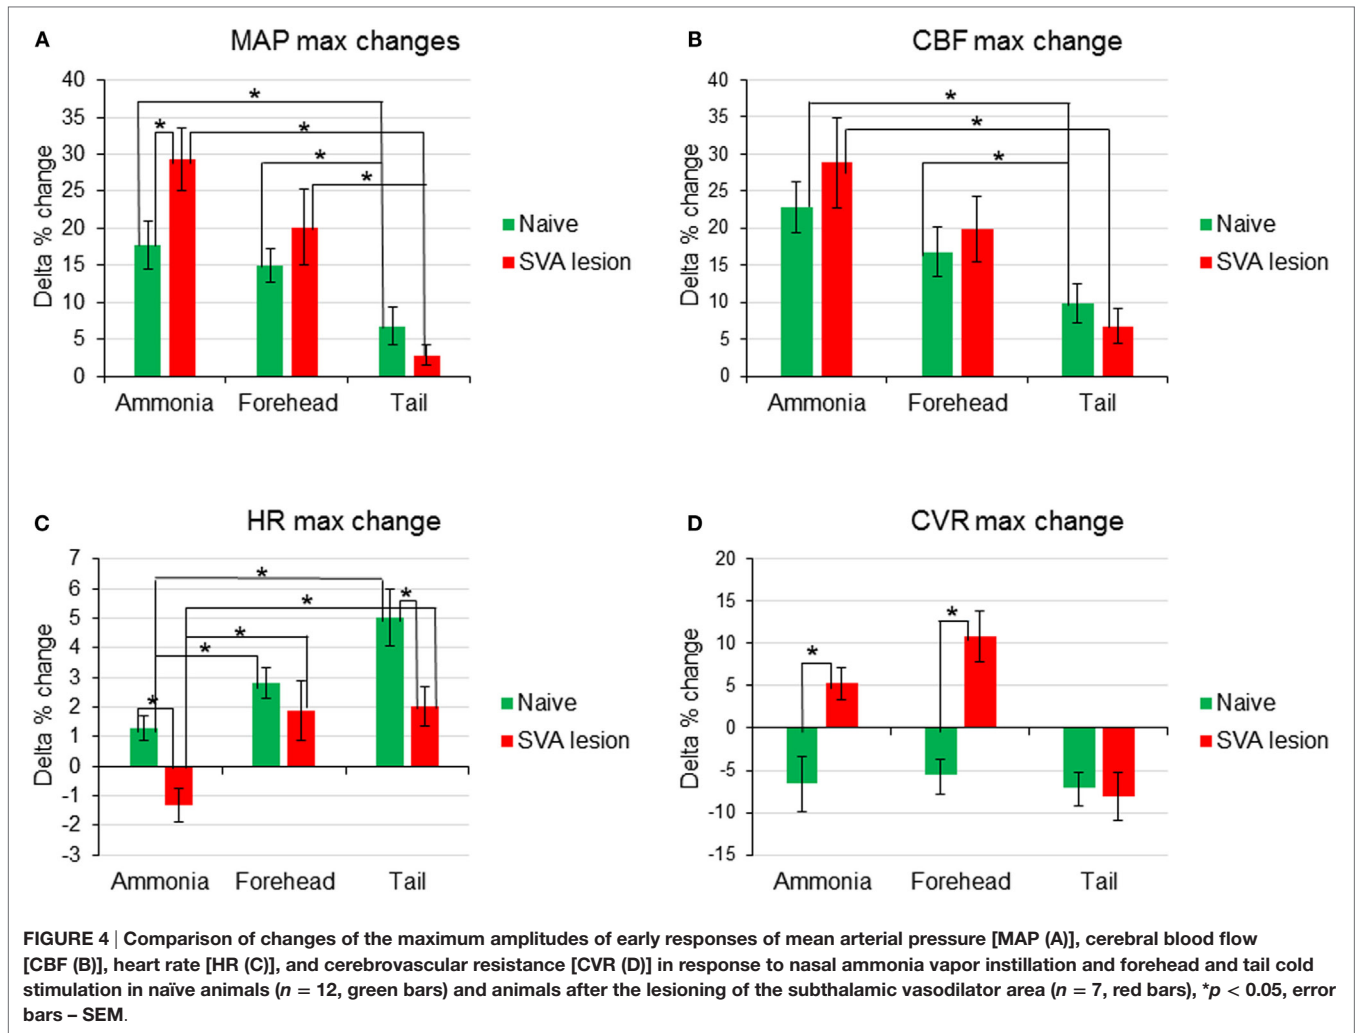 A
MAP max changes
Delta % change
40
35
30
25
20
15
10
5
0
*
*
*
*
*
Ammonia Forehead Tail
Naive
SVA lesion
B
CBF max change
Delta % change
40
35
30
25
20
15
10
5
0
*
*
*
Ammonia Forehead Tail
Naive
SVA lesion
C
HR max change
Delta % change
7
6
5
4
3
2
1
0
-1
-2
-3
*
*
*
*
*
*
Ammonia Forehead Tail
Naive
SVA lesion
D
CVR max change
Delta % change
20
15
10
5
0
-5
-10
-15
*
*
Ammonia Forehead Tail
Naive
SVA lesion
FIGURE 4 | Comparison of changes of the maximum amplitudes of early responses of mean arterial pressure [MAP (A)], cerebral blood flow
[CBF (B)], heart rate [HR (C)], and cerebrovascular resistance [CVR (D)] in response to nasal ammonia vapor instillation and forehead and tail cold
stimulation in naïve animals (n = 12, green bars) and animals after the lesioning of the subthalamic vasodilator area (n = 7, red bars), *p < 0.05, error
bars – SEM.